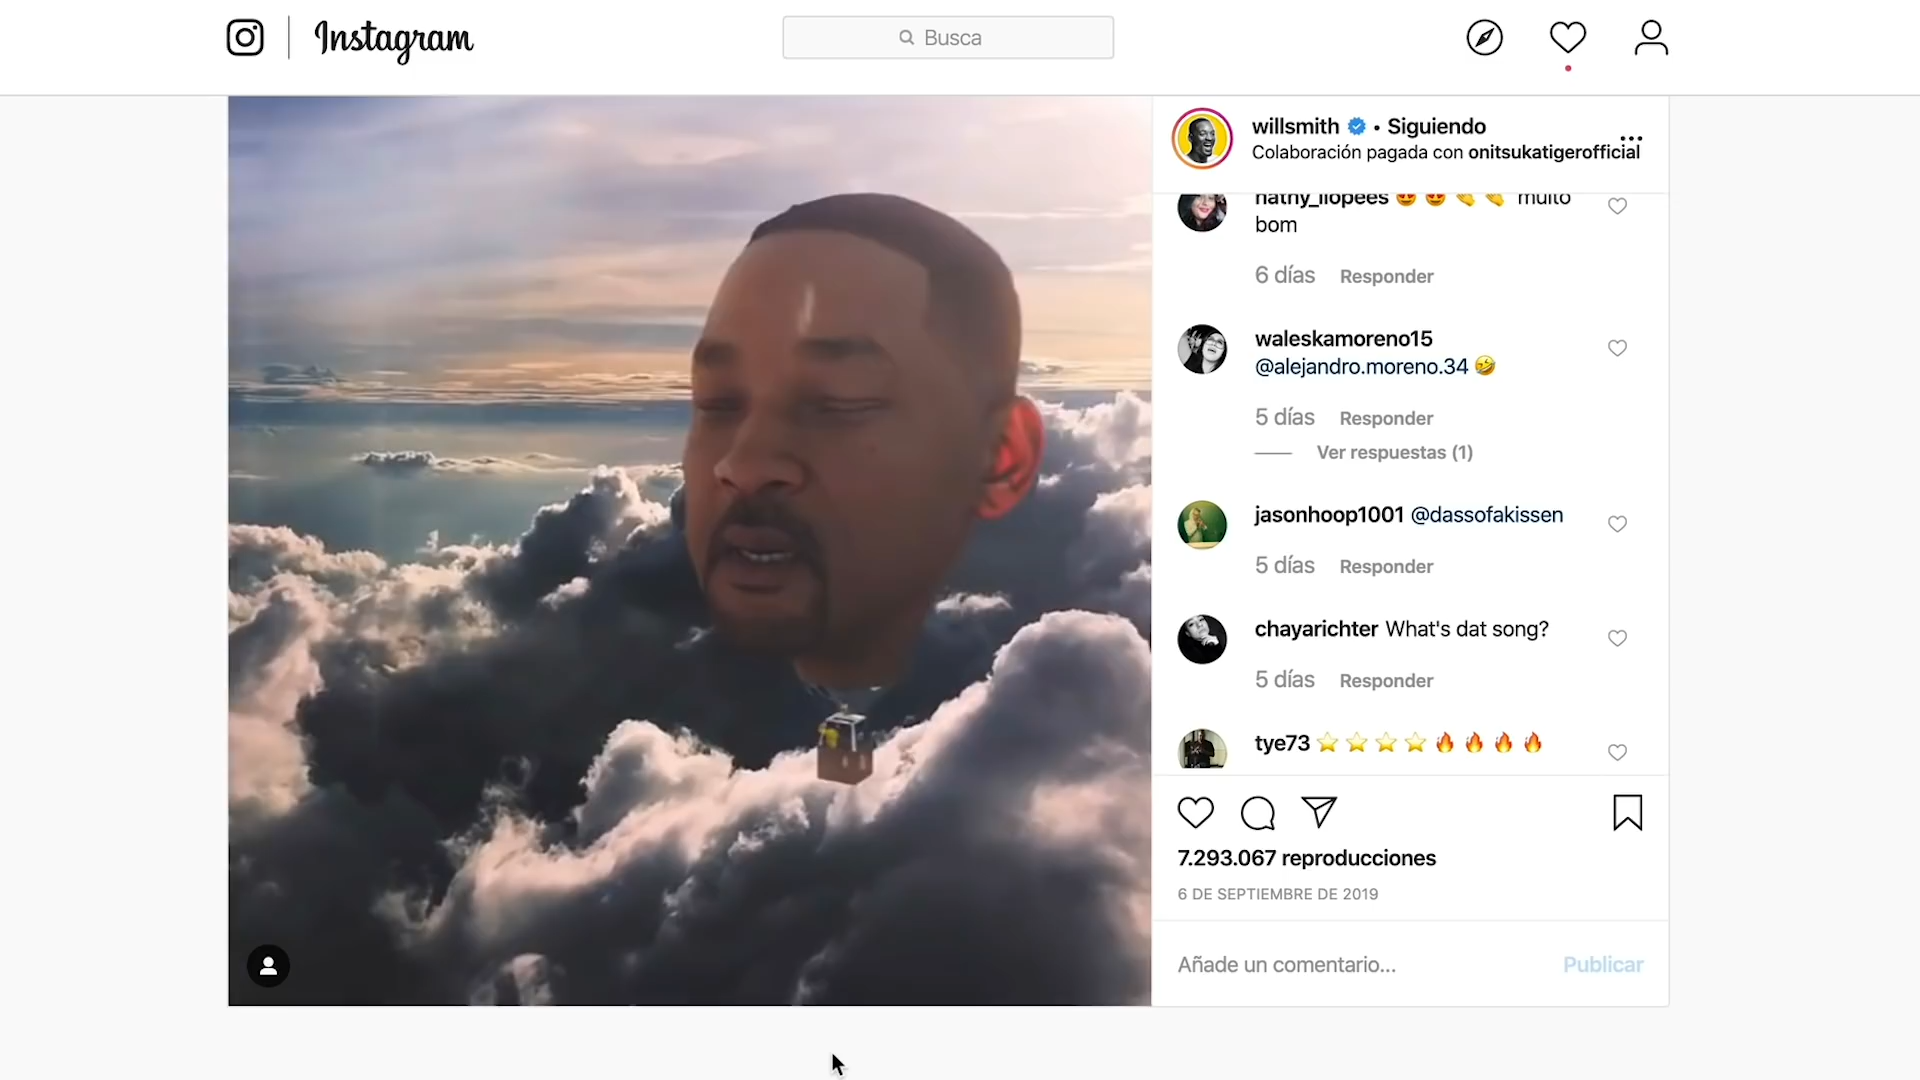 Instagram
Busca
willsmith • Siguiendo
Colaboración pagada con onitsukatigerofficial
nathy_llopees 😍 😍 👏 👏 muito
bom
6 días Responder
waleskamoreno15
@alejandro.moreno.34 🤣
5 días Responder
Ver respuestas (1)
jasonhoop1001 @dassofakissen
5 días Responder
chayarichter What's dat song?
5 días Responder
tye73 ⭐ ⭐ ⭐ ⭐ 🔥 🔥 🔥 🔥
7.293.067 reproducciones
6 DE SEPTIEMBRE DE 2019
Añade un comentario...
Publicar